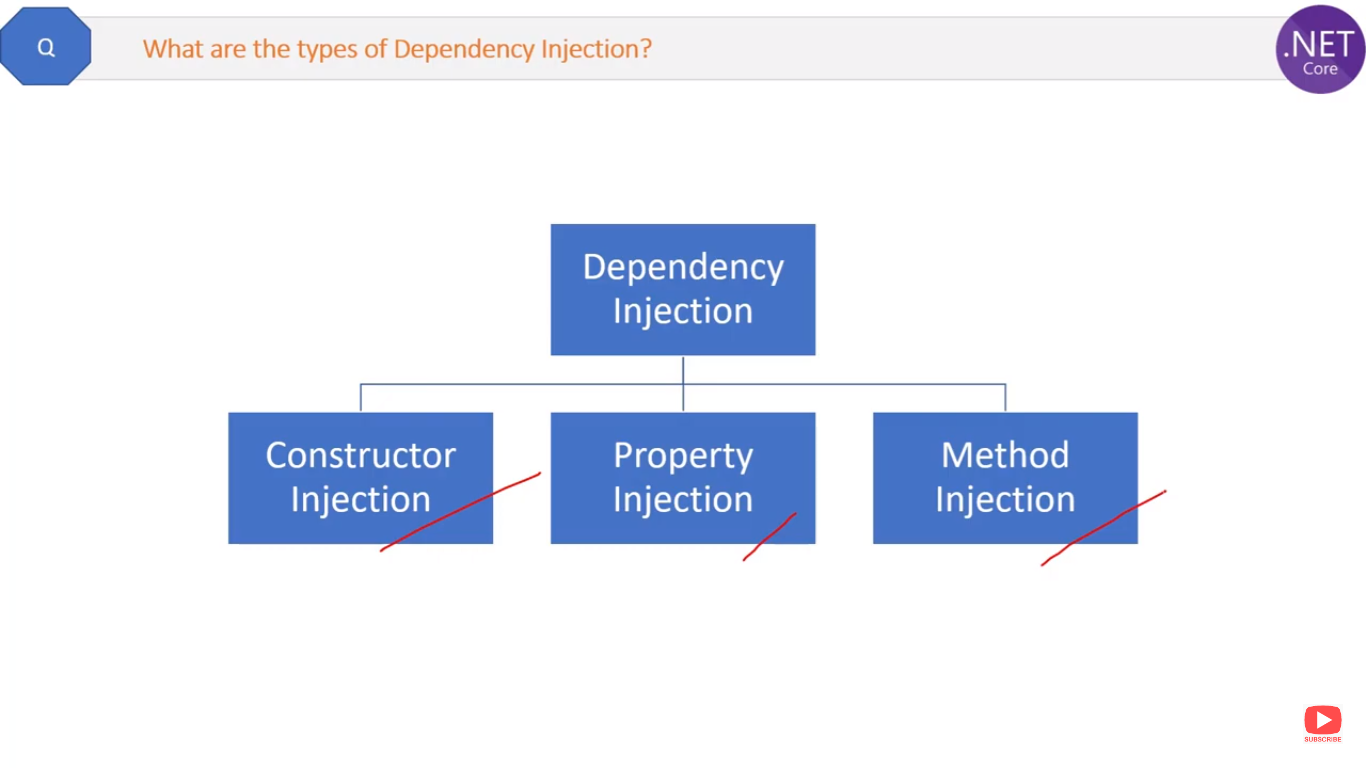 Q
What are the types of Dependency Injection?
.NET
Core
Dependency
Injection
Constructor
Injection
Property
Injection
Method
Injection
SUBSCRIBE